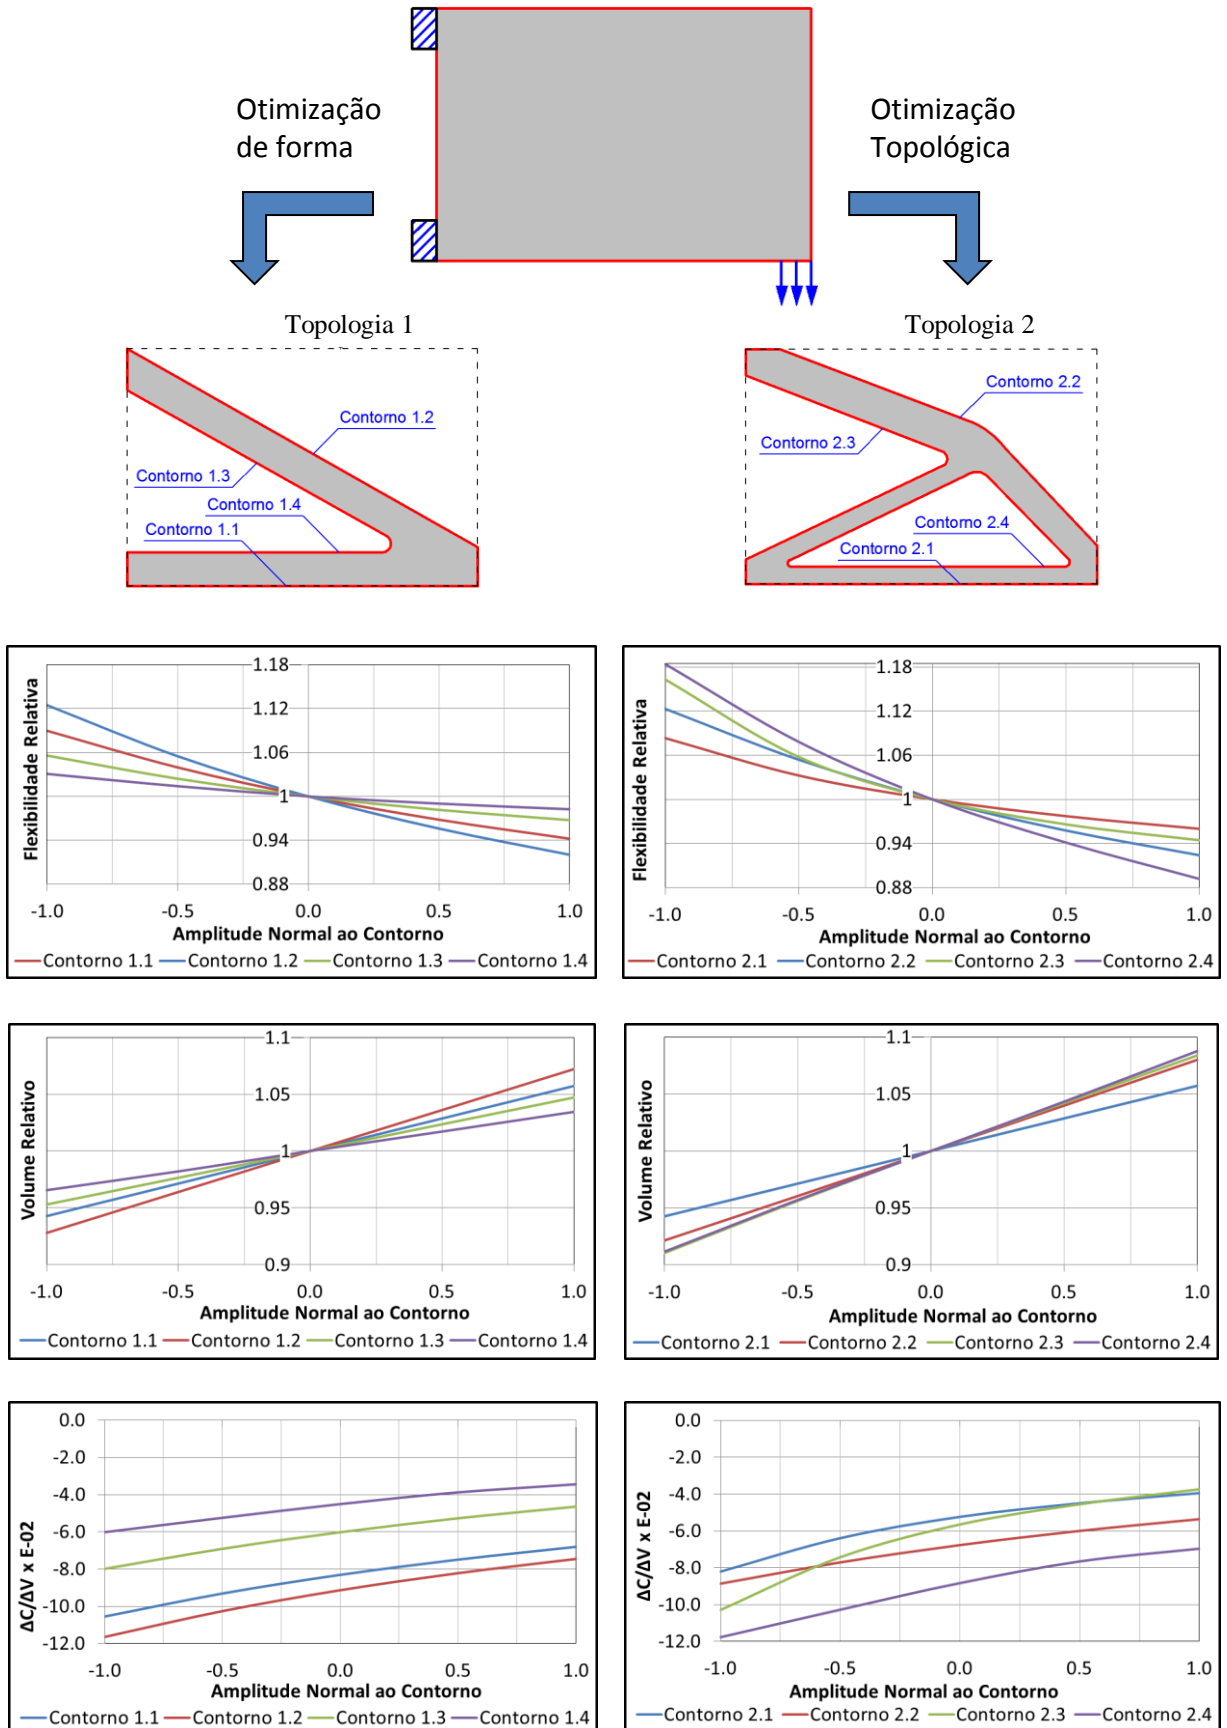 Otimização
de forma
Otimização
Topológica
Topologia 1
Contorno 1.2
Contorno 1.3
Contorno 1.4
Contorno 1.1
Topologia 2
Contorno 2.2
Contorno 2.3
Contorno 2.4
Contorno 2.1
Flexibilidade Relativa
1.18
1.12
1.06
1
0.94
0.88
-1.0 -0.5 0.0 0.5 1.0
Amplitude Normal ao Contorno
Contorno 1.1 Contorno 1.2 Contorno 1.3 Contorno 1.4
Flexibilidade Relativa
1.18
1.12
1.06
1
0.94
0.88
-1.0 -0.5 0.0 0.5 1.0
Amplitude Normal ao Contorno
Contorno 2.1 Contorno 2.2 Contorno 2.3 Contorno 2.4
Volume Relativo
1.1
1.05
1
0.95
0.9
-1.0 -0.5 0.0 0.5 1.0
Amplitude Normal ao Contorno
Contorno 1.1 Contorno 1.2 Contorno 1.3 Contorno 1.4
Volume Relativo
1.1
1.05
1
0.95
0.9
-1.0 -0.5 0.0 0.5 1.0
Amplitude Normal ao Contorno
Contorno 2.1 Contorno 2.2 Contorno 2.3 Contorno 2.4
ΔC/ΔV x E-02
0.0
-2.0
-4.0
-6.0
-8.0
-10.0
-12.0
-1.0 -0.5 0.0 0.5 1.0
Amplitude Normal ao Contorno
Contorno 1.1 Contorno 1.2 Contorno 1.3 Contorno 1.4
ΔC/ΔV x E-02
0.0
-2.0
-4.0
-6.0
-8.0
-10.0
-12.0
-1.0 -0.5 0.0 0.5 1.0
Amplitude Normal ao Contorno
Contorno 2.1 Contorno 2.2 Contorno 2.3 Contorno 2.4